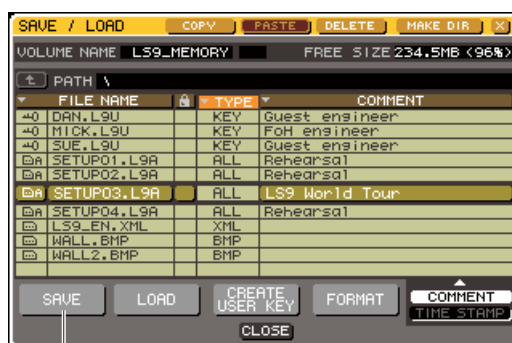 SAVE / LOAD COPY PASTE DELETE MAKE DIR X
VOLUME NAME LS9_MEMORY FREE SIZE 234.5MB (96%)
PATH \
FILE NAME TYPE COMMENT
DAN.L9U KEY Guest engineer
MICK.L9U KEY FoH engineer
SUE.L9U KEY Guest engineer
SETUP01.L9A ALL Rehearsal
SETUP02.L9A ALL Rehearsal
SETUP03.L9A ALL LS9 World Tour
SETUP04.L9A ALL Rehearsal
LS9_EN.XML XML
WALL.BMP BMP
WALL2.BMP BMP
SAVE LOAD CREATE USER KEY FORMAT COMMENT
TIME STAMP
CLOSE